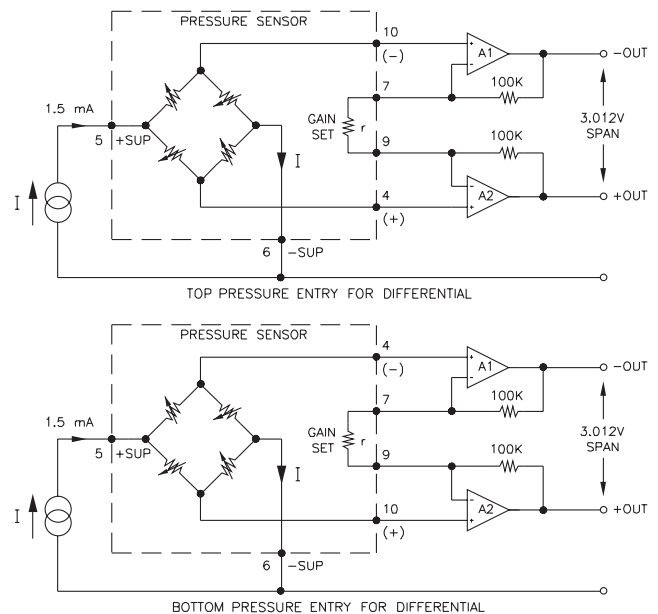 PRESSURE SENSOR
10
(-)
A1
-OUT
1.5 mA
7
100K
GAIN
SET
r
3.012V
SPAN
5
+SUP
9
100K
I
I
4
(+)
A2
+OUT
6
-SUP
TOP PRESSURE ENTRY FOR DIFFERENTIAL
PRESSURE SENSOR
4
(-)
A1
-OUT
1.5 mA
7
100K
GAIN
SET
r
3.012V
SPAN
5
+SUP
9
100K
I
I
10
(+)
A2
+OUT
6
-SUP
BOTTOM PRESSURE ENTRY FOR DIFFERENTIAL